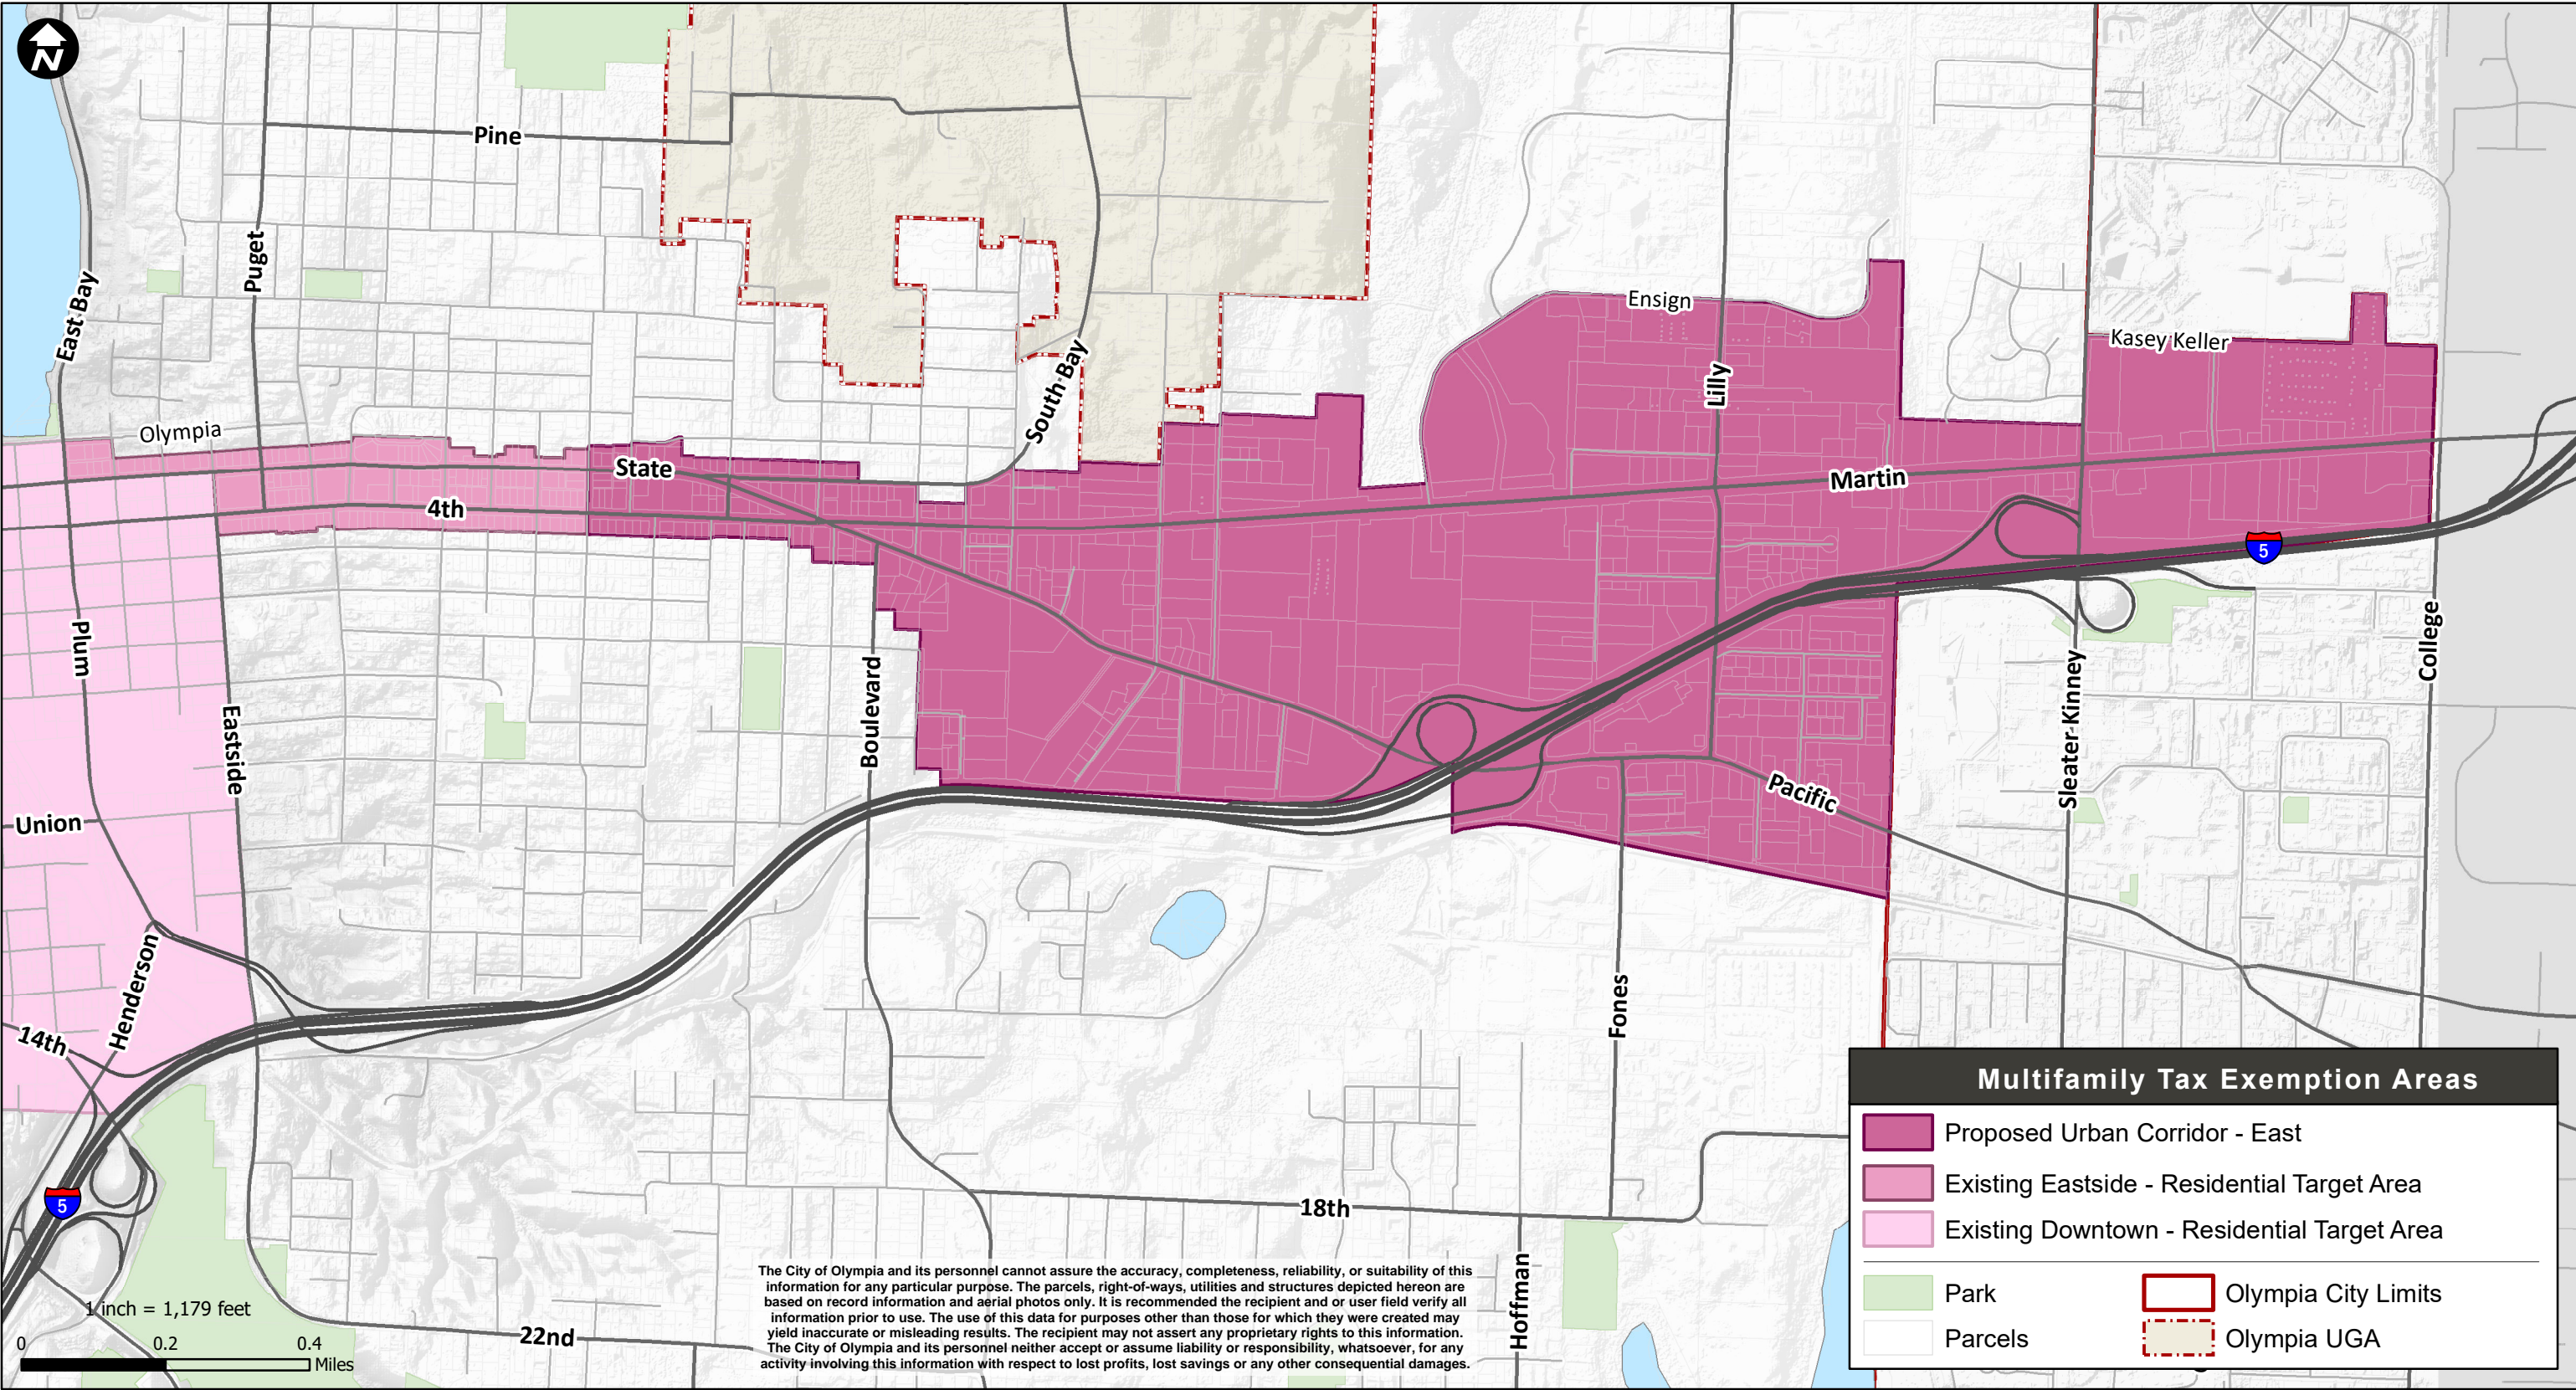 N
Pine
Puget
East Bay
Ensign
Kasey Keller
South Bay
Lilly
Olympia
State
Martin
4th
5
Plum
Boulevard
College
Eastside
Sleater-Kinney
Pacific
Union
Henderson
14th
Fones
5
18th
Hoffman
22nd
1 inch = 1,179 feet
0 0.2 0.4
Miles
The City of Olympia and its personnel cannot assure the accuracy, completeness, reliability, or suitability of this
information for any particular purpose. The parcels, right-of-ways, utilities and structures depicted hereon are
based on record information and aerial photos only. It is recommended the recipient and or user field verify all
information prior to use. The use of this data for purposes other than those for which they were created may
yield inaccurate or misleading results. The recipient may not assert any proprietary rights to this information.
The City of Olympia and its personnel neither accept or assume liability or responsibility, whatsoever, for any
activity involving this information with respect to lost profits, lost savings or any other consequential damages.
Multifamily Tax Exemption Areas
Proposed Urban Corridor - East
Existing Eastside - Residential Target Area
Existing Downtown - Residential Target Area
Park
Olympia City Limits
Parcels
Olympia UGA